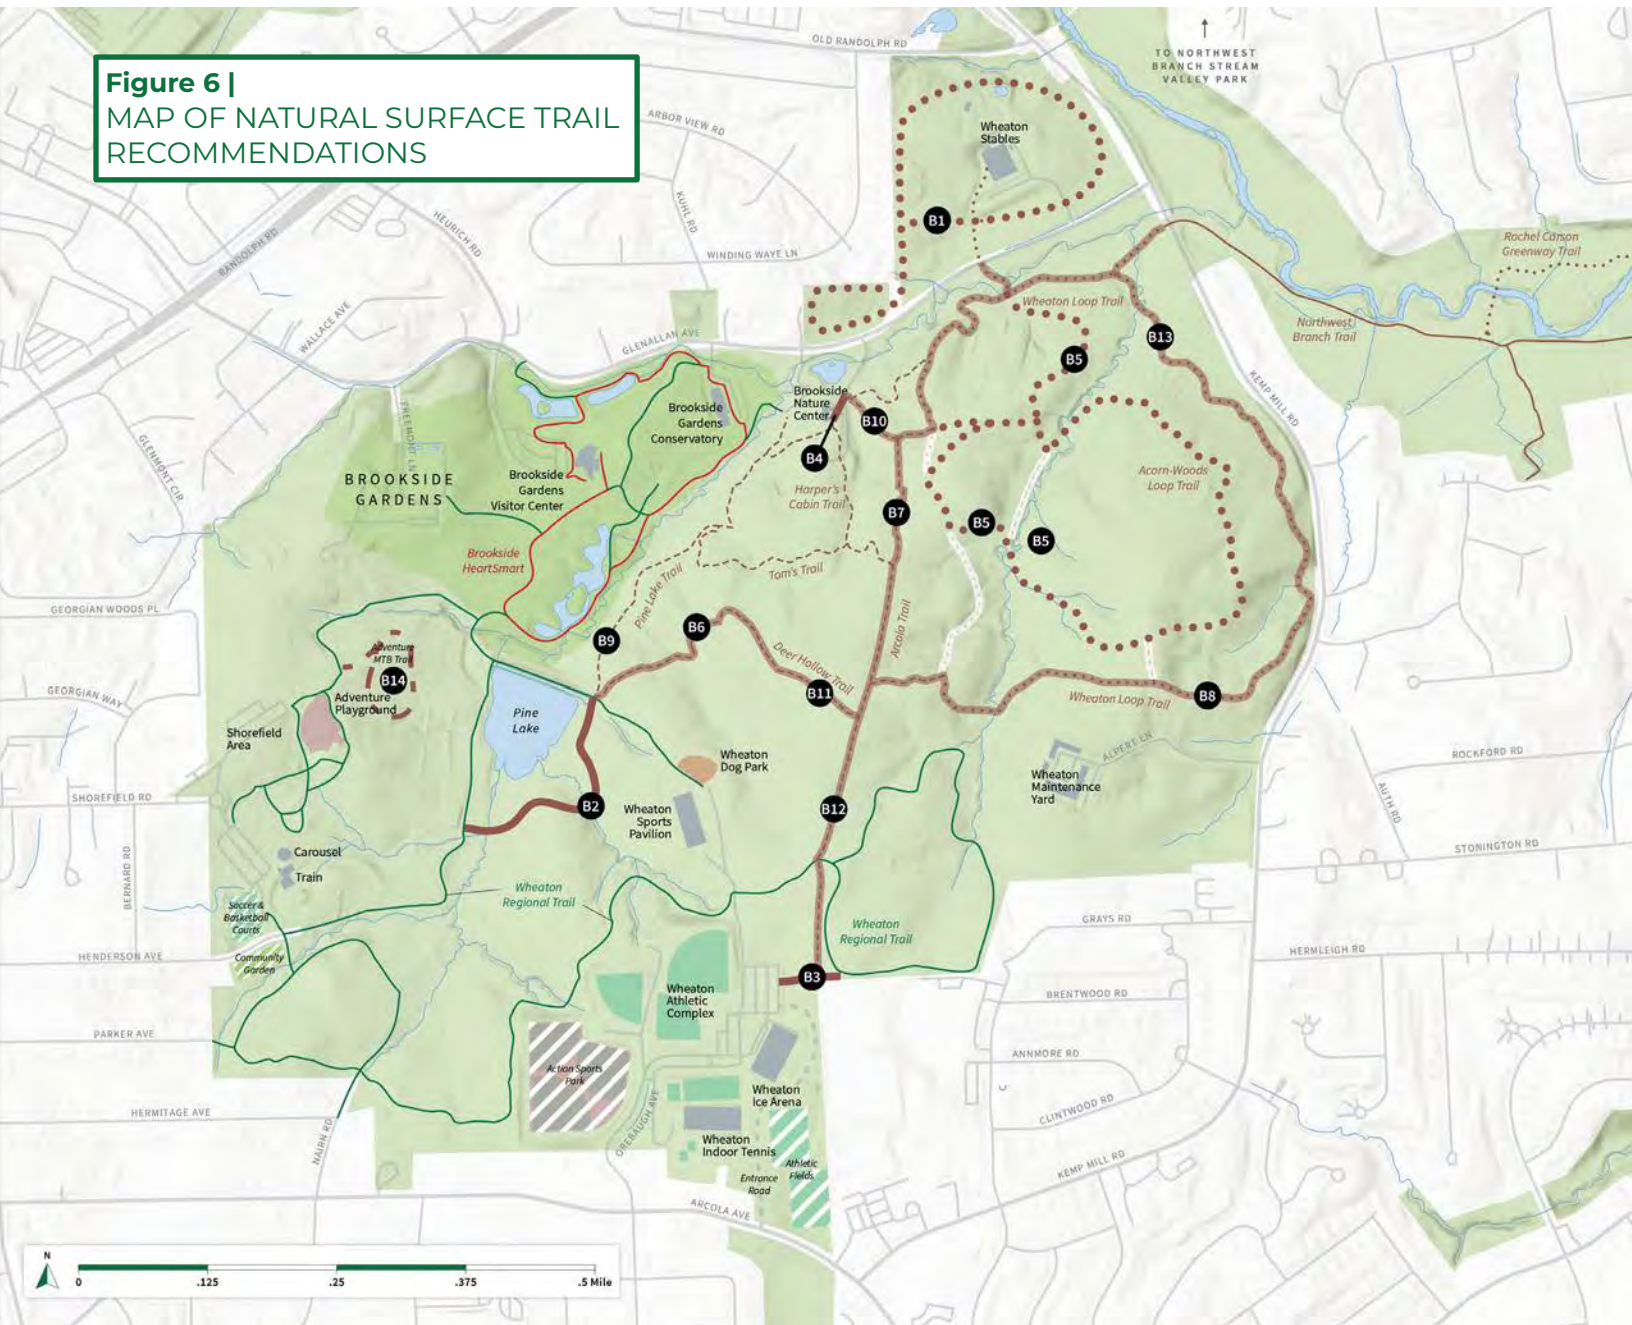 Figure 6 |
MAP OF NATURAL SURFACE TRAIL
RECOMMENDATIONS
OLD RANDOLPH RD
TO NORTHWEST
BRANCH STREAM
VALLEY PARK
ARBOR VIEW RD
Wheaton
Stables
KUHL RD
HEURICH RD
RANDOLPH RD
WINDING WAYE LN
B1
Rachel Carson
Greenway Trail
WALLACE AVE
GLENALLAN AVE
Wheaton Loop Trail
Northwest
Branch Trail
B13
B5
KEMP MILL RD
Brookside
Nature
Center
B10
B4
Brookside
Gardens
Conservatory
FREEMONT LN
GLENMONT CIR
BROOKSIDE
GARDENS
Brookside
Gardens
Visitor Center
Harper's
Cabin Trail
Acorn-Woods
Loop Trail
B7
B5
B5
Brookside
HeartSmart
Tom's Trail
Pine Lake Trail
GEORGIAN WOODS PL
B9
B6
Arcola Trail
Deer Hollow Trail
Adventure
MTB Trail
B14
Adventure
Playground
GEORGIAN WAY
B11
B8
Wheaton Loop Trail
Pine
Lake
Shorefield
Area
Wheaton
Dog Park
ALPERT LN
ROCKFORD RD
Wheaton
Maintenance
Yard
SHOREFIELD RD
B2
Wheaton
Sports
Pavilion
B12
AUTH RD
STONINGTON RD
Carousel
Train
BERNARD RD
Wheaton
Regional Trail
Soccer &
Basketball
Courts
Wheaton
Regional Trail
GRAYS RD
HERMLEIGH RD
HENDERSON AVE
Community
Garden
B3
Wheaton
Athletic
Complex
BRENTWOOD RD
PARKER AVE
ANNMORE RD
Action Sports
Park
Wheaton
Ice Arena
CLINTWOOD RD
HERMITAGE AVE
NAIRN RD
OREBAUGH AVE
Wheaton
Indoor Tennis
Athletic
Fields
Entrance
Road
KEMP MILL RD
ARCOLA AVE
N
0 .125 .25 .375 .5 Mile